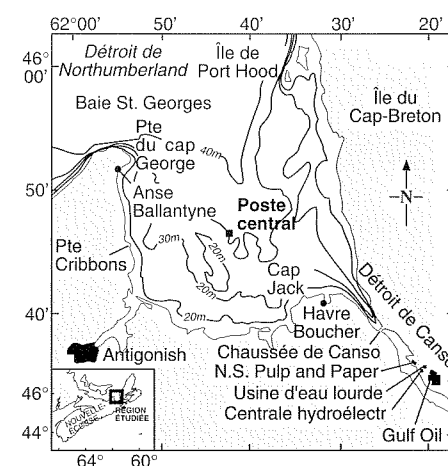 62°00' 50' 40' 30' 20'
46°
00'
Détroit de
Northumberland
Île de
Port Hood
Baie St. Georges
Île du
Cap-Breton
Pte
du cap
George
40m
50'
Anse
Ballantyne
N
Poste
central
30m
20m
Pte
Cribbons
Cap
Jack
Détroit de Canso
20m
20m
40'
Havre
Boucher
Chaussée de Canso
Antigonish
N.S. Pulp and Paper
Usine d'eau lourde
Centrale hydroélectr
Gulf Oil
46°
44°
NOUVELLE-
ÉCOSSE
RÉGION
ÉTUDIÉE
64° 60°